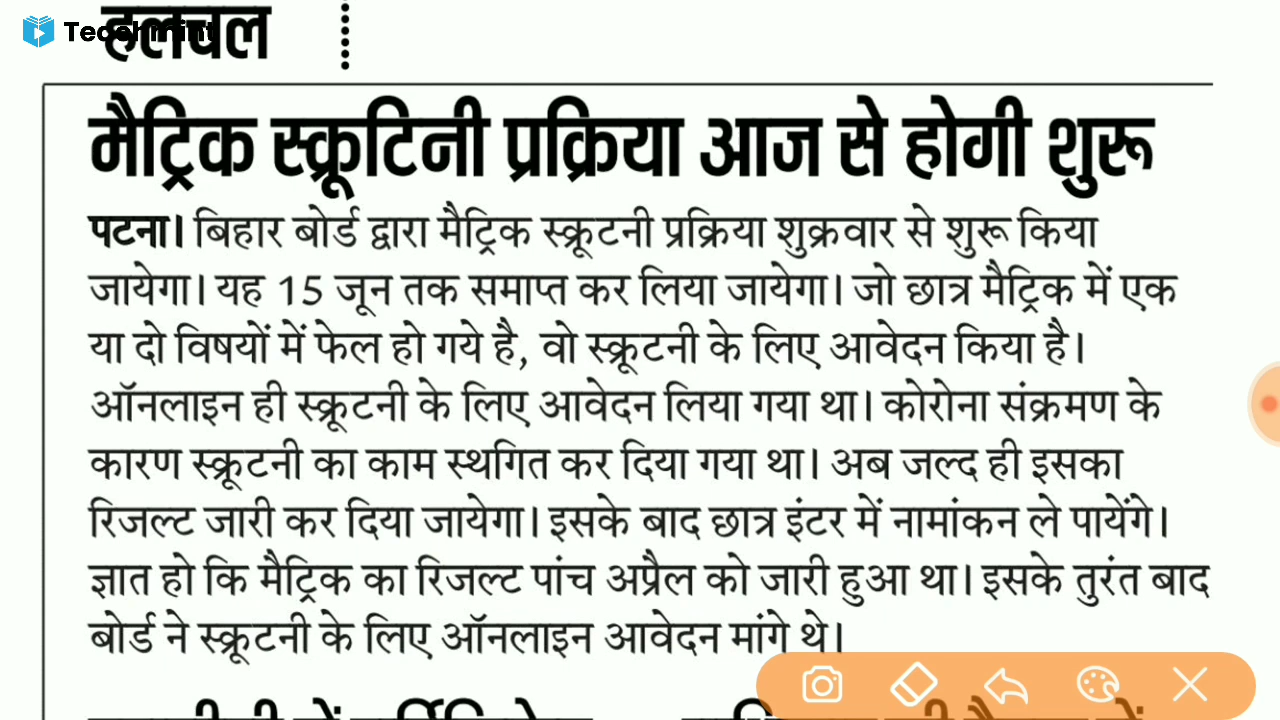 Teachmint
हलचल
मैट्रिक स्क्रूटिनी प्रक्रिया आज से होगी शुरू
पटना। बिहार बोर्ड द्वारा मैट्रिक स्क्रूटनी प्रक्रिया शुक्रवार से शुरू किया
जायेगा। यह 15 जून तक समाप्त कर लिया जायेगा। जो छात्र मैट्रिक में एक
या दो विषयों में फेल हो गये है, वो स्क्रूटनी के लिए आवेदन किया है।
ऑनलाइन ही स्क्रूटनी के लिए आवेदन लिया गया था। कोरोना संक्रमण के
कारण स्क्रूटनी का काम स्थगित कर दिया गया था। अब जल्द ही इसका
रिजल्ट जारी कर दिया जायेगा। इसके बाद छात्र इंटर में नामांकन ले पायेंगे।
ज्ञात हो कि मैट्रिक का रिजल्ट पांच अप्रैल को जारी हुआ था। इसके तुरंत बाद
बोर्ड ने स्क्रूटनी के लिए ऑनलाइन आवेदन मांगे थे।